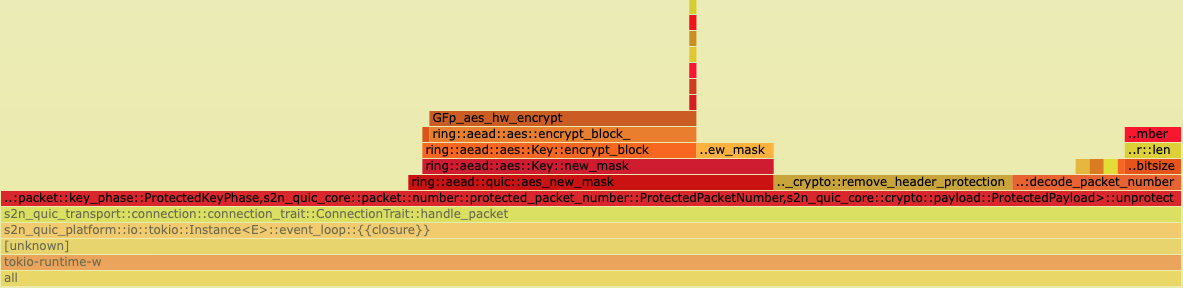 GFp_aes_hw_encrypt
ring::aead::aes::encrypt_block_
..mber
ring::aead::aes::Key::encrypt_block
..ew_mask
..r::len
ring::aead::aes::Key::new_mask
..bitsize
ring::aead::quic::aes_new_mask
.._crypto::remove_header_protection
..:decode_packet_number
..:packet::key_phase::ProtectedKeyPhase,s2n_quic_core::packet::number::protected_packet_number::ProtectedPacketNumber,s2n_quic_core::crypto::payload::ProtectedPayload>::unprotect
s2n_quic_transport::connection::connection_trait::ConnectionTrait::handle_packet
s2n_quic_platform::io::tokio::Instance<E>::event_loop::{{closure}}
[unknown]
tokio-runtime-w
all